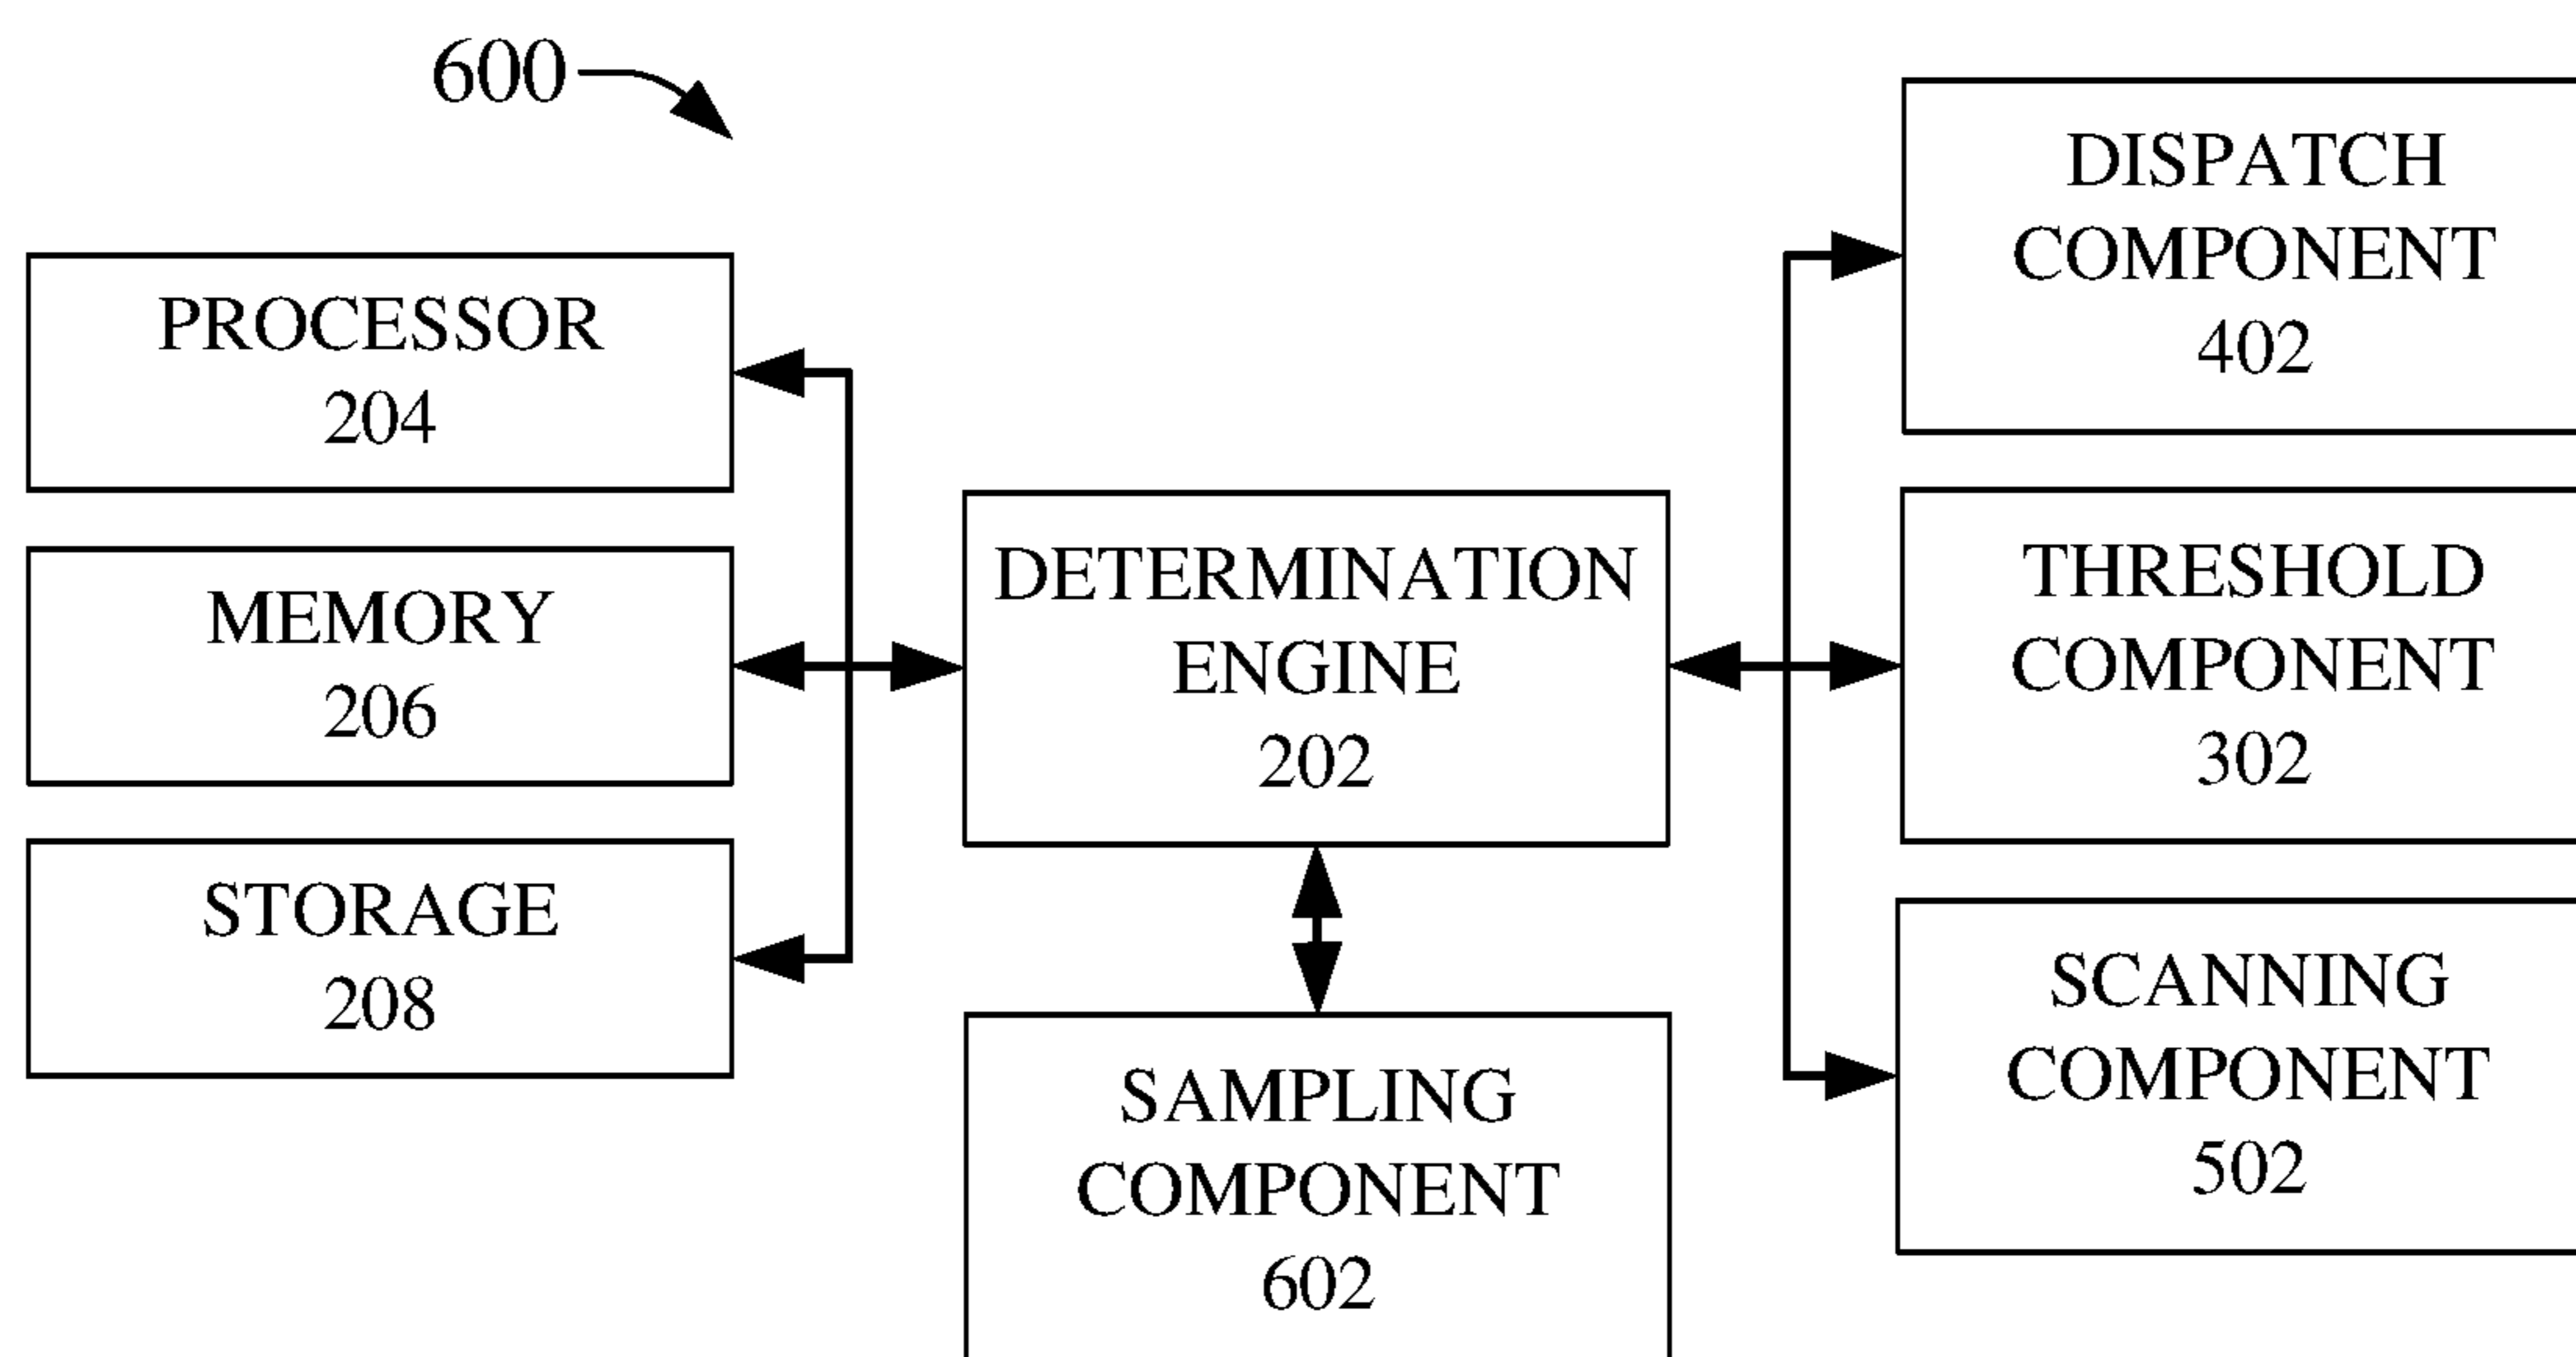 600
PROCESSOR
204
MEMORY
206
STORAGE
208
DETERMINATION
ENGINE
202
SAMPLING
COMPONENT
602
DISPATCH
COMPONENT
402
THRESHOLD
COMPONENT
302
SCANNING
COMPONENT
502